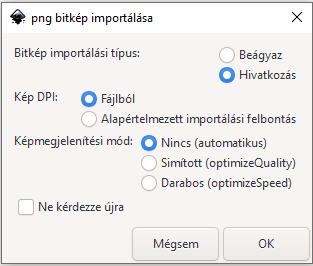 png bitkép importálása
Bitkép importálási típus:
Beágyaz
Hivatkozás
Kép DPI:
Fájlból
Alapértelmezett importálási felbontás
Képmegjelenítési mód:
Nincs (automatikus)
Simított (optimizeQuality)
Darabos (optimizeSpeed)
Ne kérdezze újra
Mégsem
OK